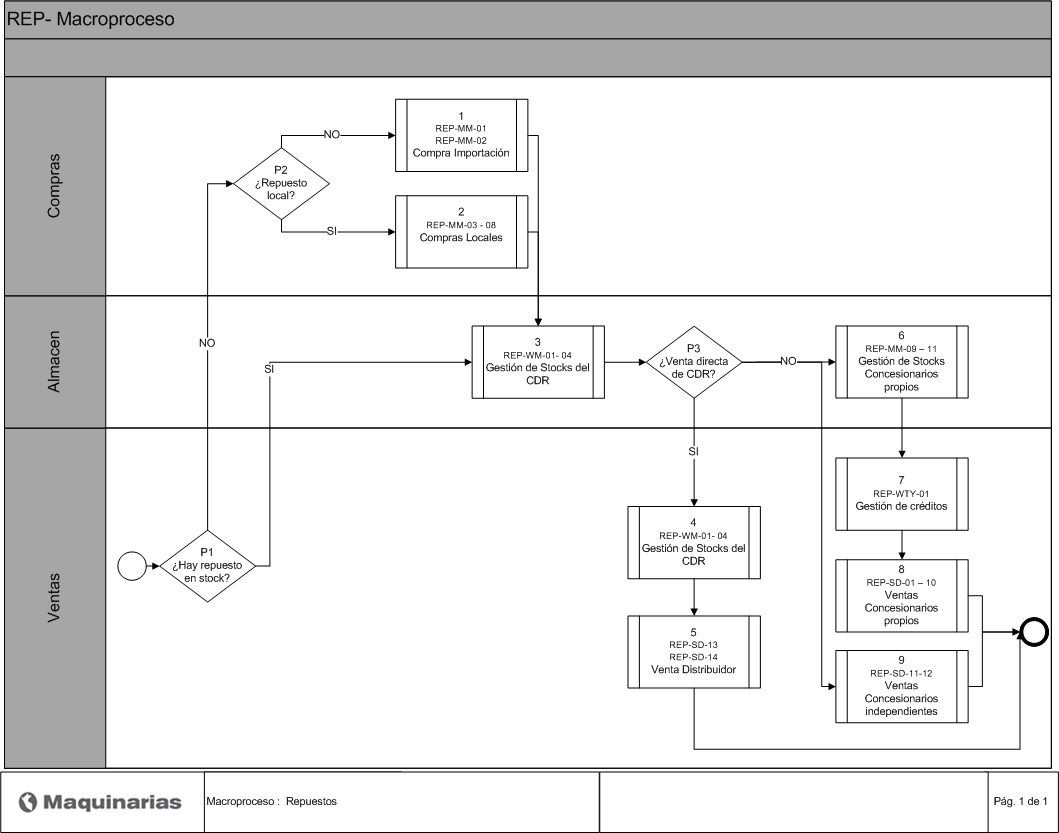 REP- Macroproceso
Compras
NO
1
REP-MM-01
REP-MM-02
Compra Importación
P2
¿Repuesto
local?
SI
2
REP-MM-03 - 08
Compras Locales
Almacen
NO
SI
3
REP-WM-01- 04
Gestión de Stocks del
CDR
P3
¿Venta directa
de CDR?
NO
6
REP-MM-09 – 11
Gestión de Stocks
Concesionarios
propios
Ventas
SI
P1
¿Hay repuesto
en stock?
4
REP-WM-01- 04
Gestión de Stocks del
CDR
5
REP-SD-13
REP-SD-14
Venta Distribuidor
7
REP-WTY-01
Gestión de créditos
8
REP-SD-01 – 10
Ventas
Concesionarios
propios
9
REP-SD-11-12
Ventas
Concesionarios
independientes
Maquinarias
Macroproceso : Repuestos
Pág. 1 de 1